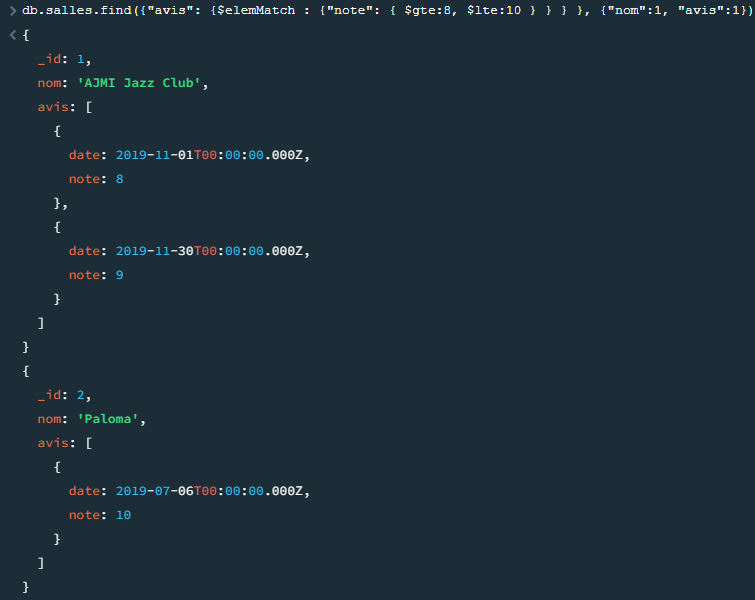 > db.salles.find({"avis": {$elemMatch : {"note": { $gte:8, $lte:10 } } } }, {"nom":1, "avis":1})
< {
_id: 1,
nom: 'AJMI Jazz Club',
avis: [
{
date: 2019-11-01T00:00:00.000Z,
note: 8
},
{
date: 2019-11-30T00:00:00.000Z,
note: 9
}
]
}
{
_id: 2,
nom: 'Paloma',
avis: [
{
date: 2019-07-06T00:00:00.000Z,
note: 10
}
]
}